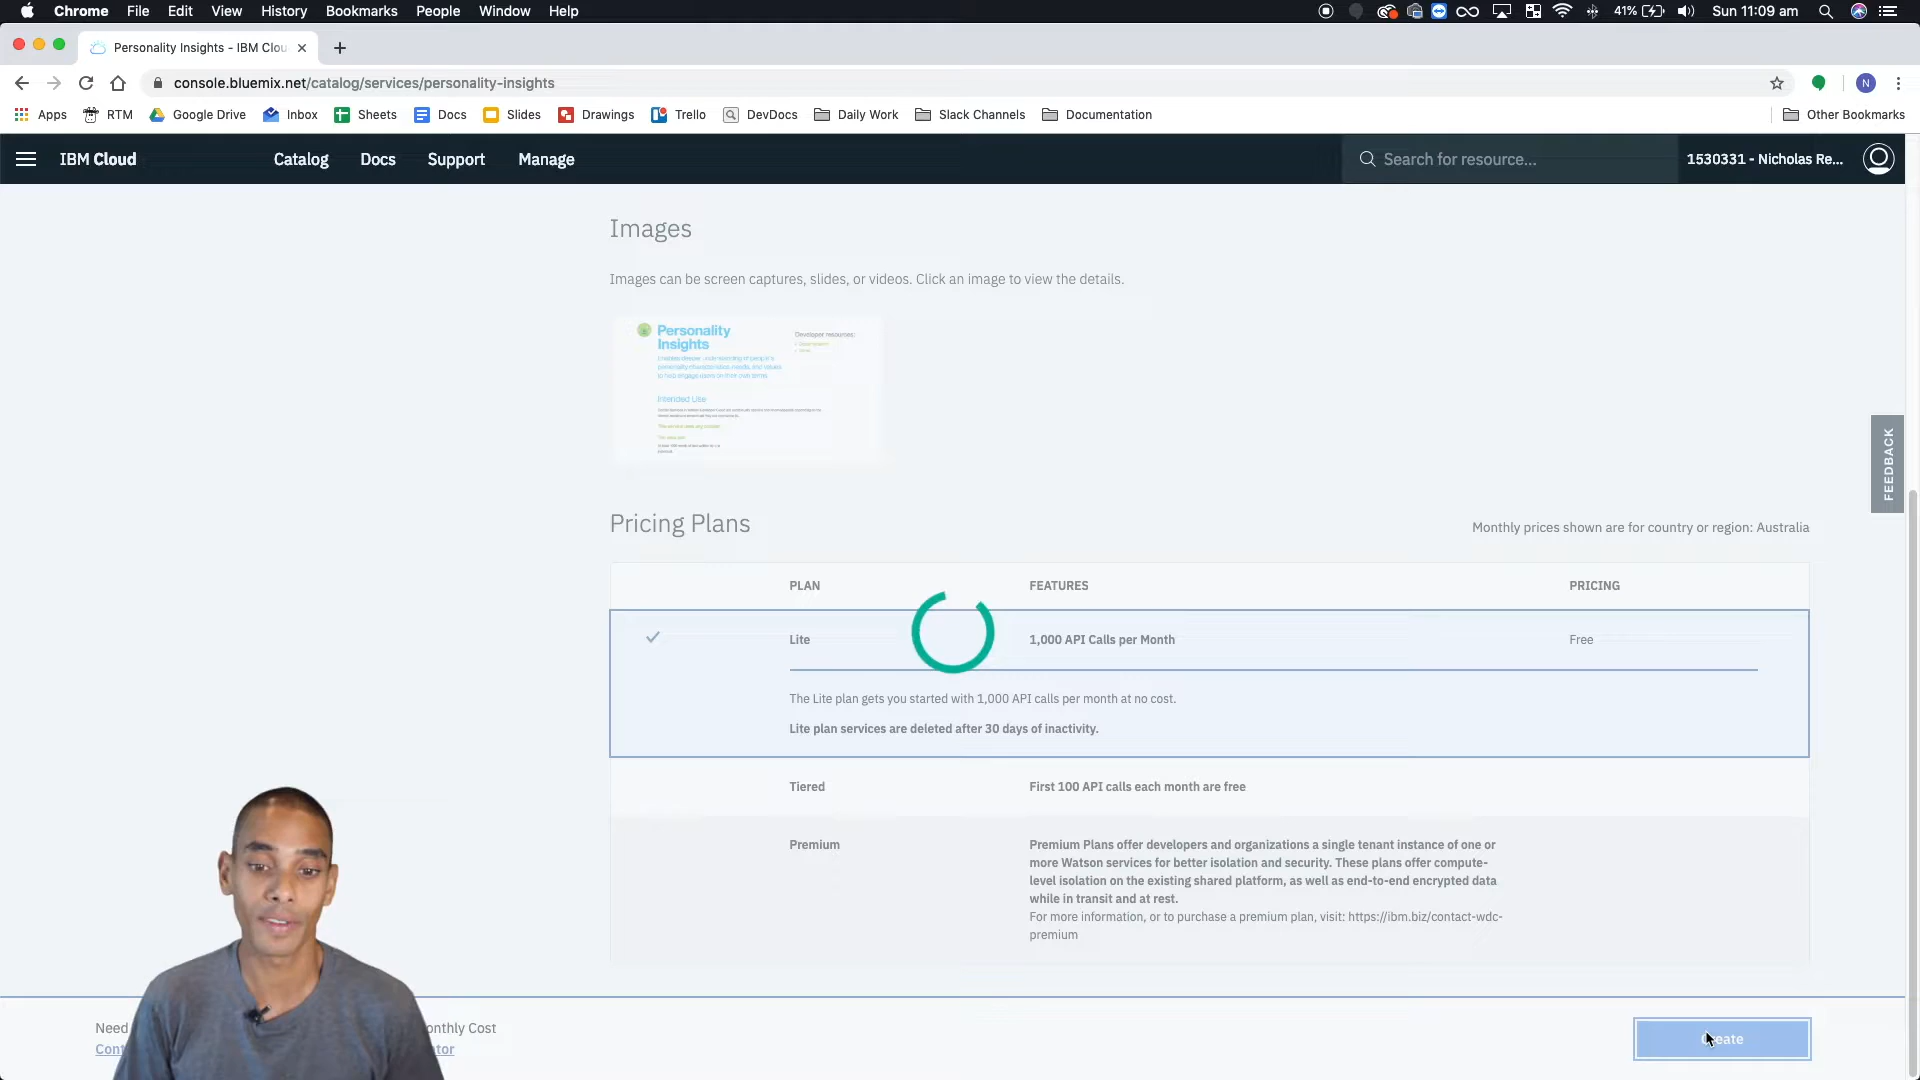 Chrome File Edit View History Bookmarks People Window Help
41% Sun 11:09 am
Personality Insights - IBM Clou
console.bluemix.net/catalog/services/personality-insights
N
Apps RTM Google Drive Inbox Sheets Docs Slides Drawings Trello DevDocs Daily Work Slack Channels Documentation Other Bookmarks
IBM Cloud Catalog Docs Support Manage Search for resource... 1530331 - Nicholas Re...
Images
Images can be screen captures, slides, or videos. Click an image to view the details.
Personality
Insights
Developer resources:
Intended Use
FEEDBACK
Pricing Plans
Monthly prices shown are for country or region: Australia
PLAN FEATURES PRICING
Lite 1,000 API Calls per Month Free
The Lite plan gets you started with 1,000 API calls per month at no cost.
Lite plan services are deleted after 30 days of inactivity.
Tiered First 100 API calls each month are free
Premium Premium Plans offer developers and organizations a single tenant instance of one or
more Watson services for better isolation and security. These plans offer compute-
level isolation on the existing shared platform, as well as end-to-end encrypted data
while in transit and at rest.
For more information, or to purchase a premium plan, visit: https://ibm.biz/contact-wdc-
premium
Need onthly Cost
Cont tor
Create